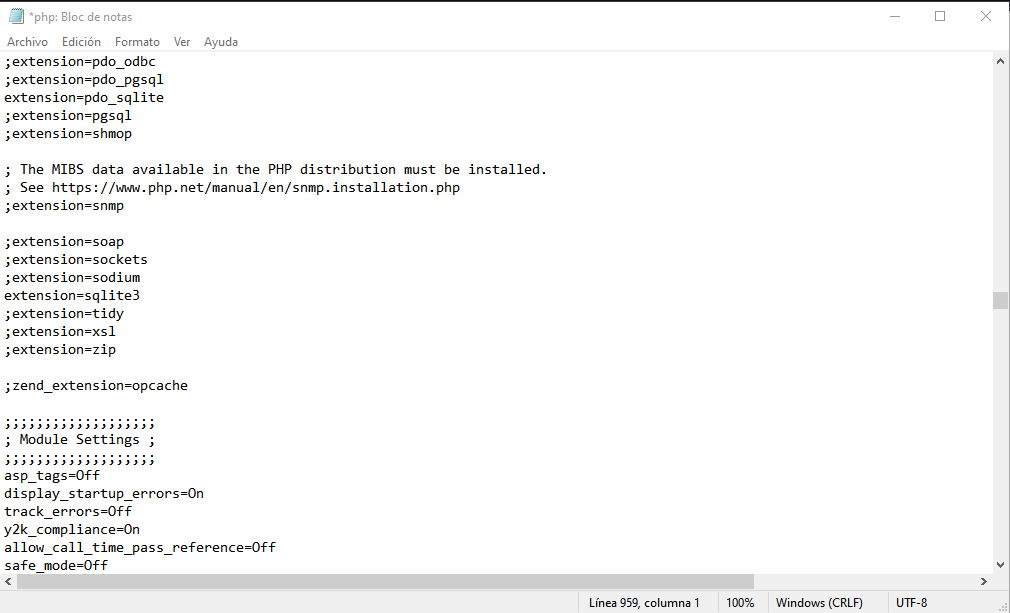 *php: Bloc de notas
Archivo Edición Formato Ver Ayuda
;extension=pdo_odbc
;extension=pdo_pgsql
extension=pdo_sqlite
;extension=pgsql
;extension=shmop
; The MIBS data available in the PHP distribution must be installed.
; See https://www.php.net/manual/en/snmp.installation.php
;extension=snmp
;extension=soap
;extension=sockets
;extension=sodium
extension=sqlite3
;extension=tidy
;extension=xsl
;extension=zip
;zend_extension=opcache
;;;;;;;;;;;;;;;;;;;
; Module Settings ;
;;;;;;;;;;;;;;;;;;;
asp_tags=Off
display_startup_errors=On
track_errors=Off
y2k_compliance=On
allow_call_time_pass_reference=Off
safe_mode=Off
Línea 959, columna 1 100% Windows (CRLF) UTF-8